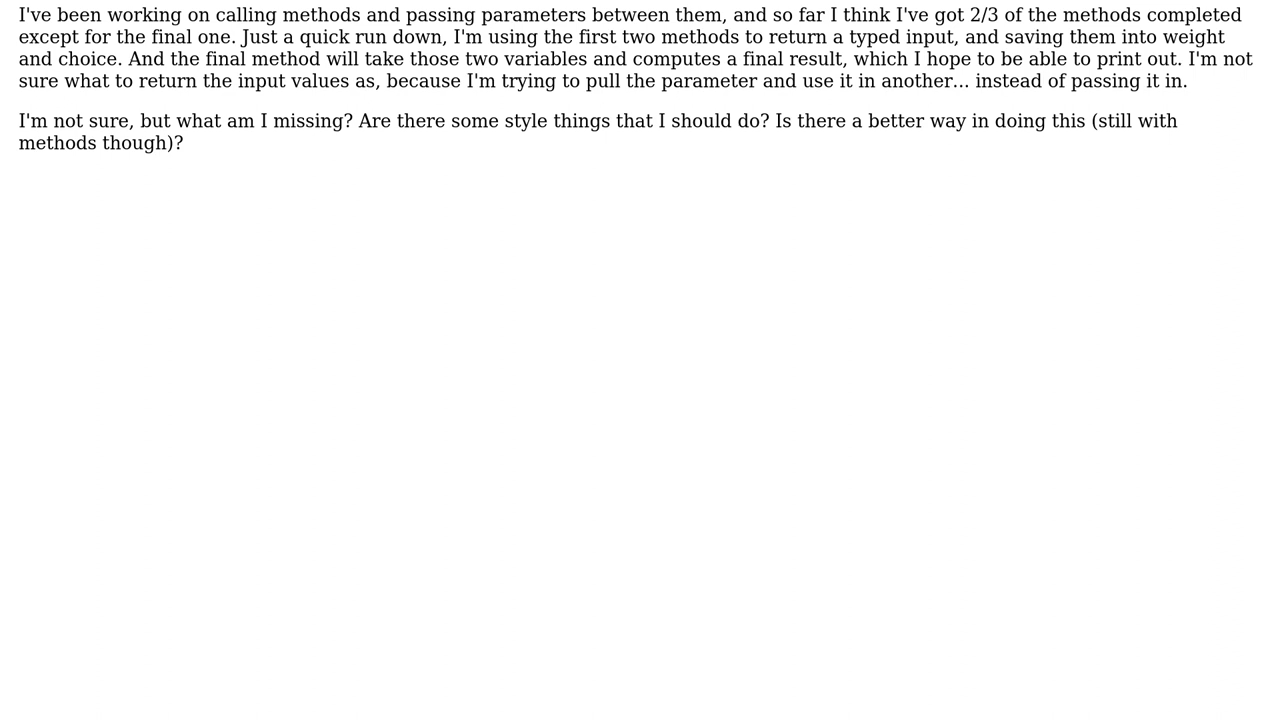 I've been working on calling methods and passing parameters between them, and so far I think I've got 2/3 of the methods completed
except for the final one. Just a quick run down, I'm using the first two methods to return a typed input, and saving them into weight
and choice. And the final method will take those two variables and computes a final result, which I hope to be able to print out. I'm not
sure what to return the input values as, because I'm trying to pull the parameter and use it in another... instead of passing it in.
I'm not sure, but what am I missing? Are there some style things that I should do? Is there a better way in doing this (still with
methods though)?